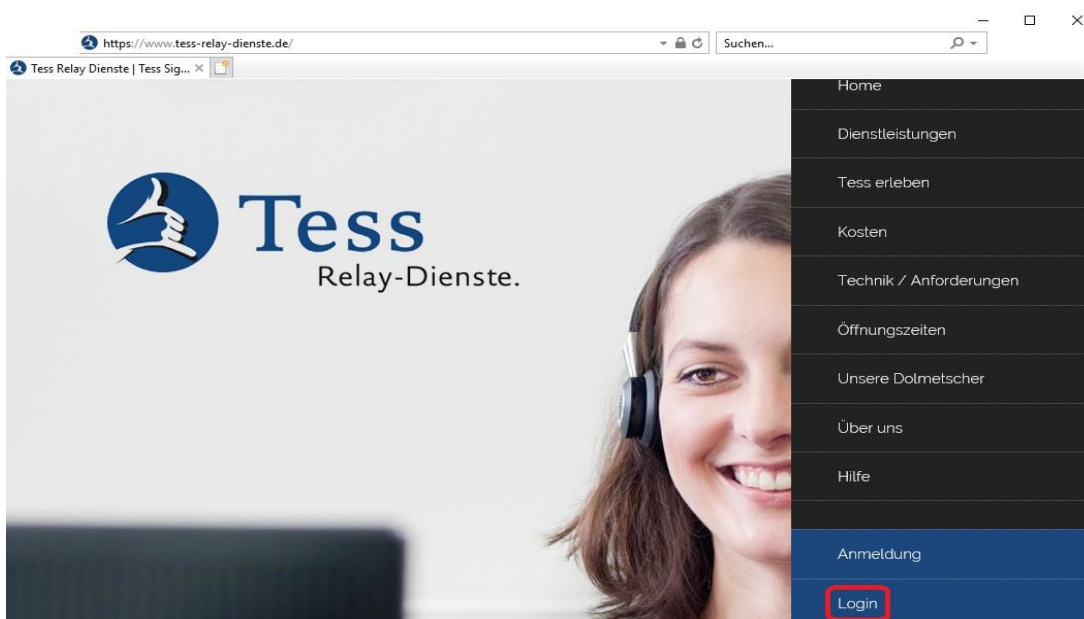 https://www.tess-relay-dienste.de/
Suchen...
Tess Relay Dienste | Tess Sig...
Tess
Relay-Dienste.
Home
Dienstleistungen
Tess erleben
Kosten
Technik / Anforderungen
Öffnungszeiten
Unsere Dolmetscher
Über uns
Hilfe
Anmeldung
Login